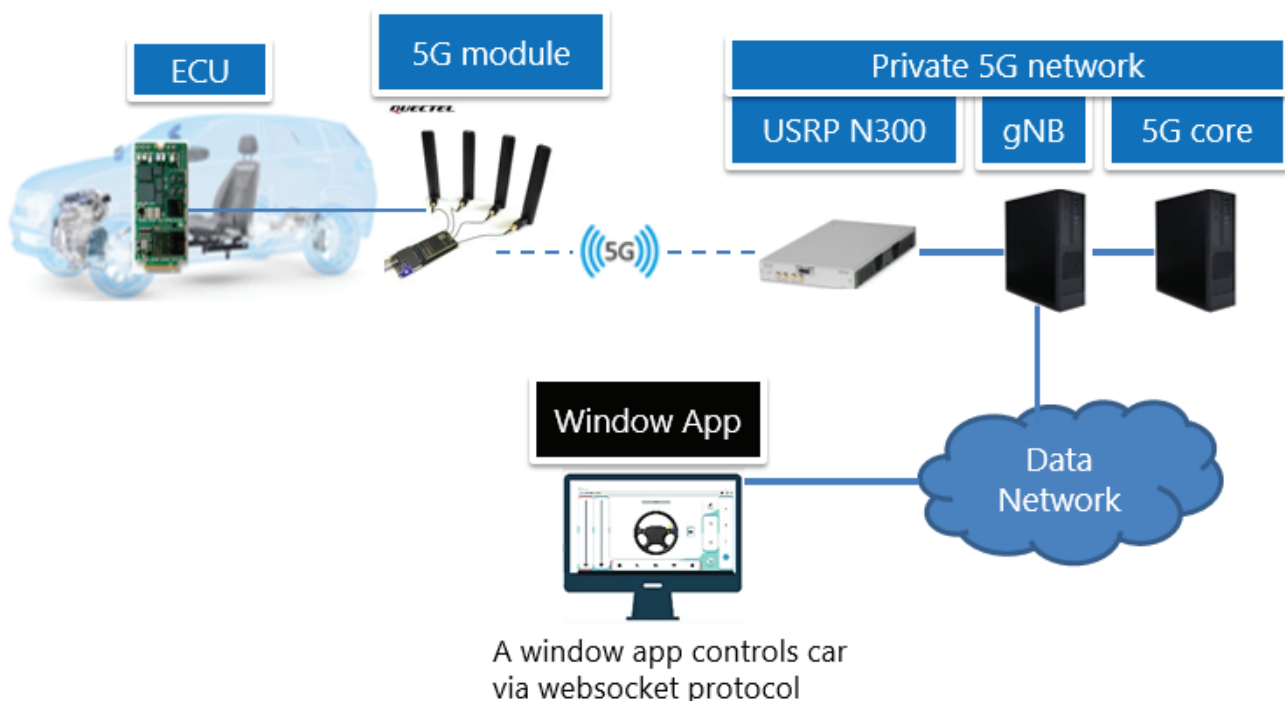 ECU
5G module
Private 5G network
USRP N300
gNB
5G core
QUECTEL
5G
Window App
Data
Network
A window app controls car
via websocket protocol